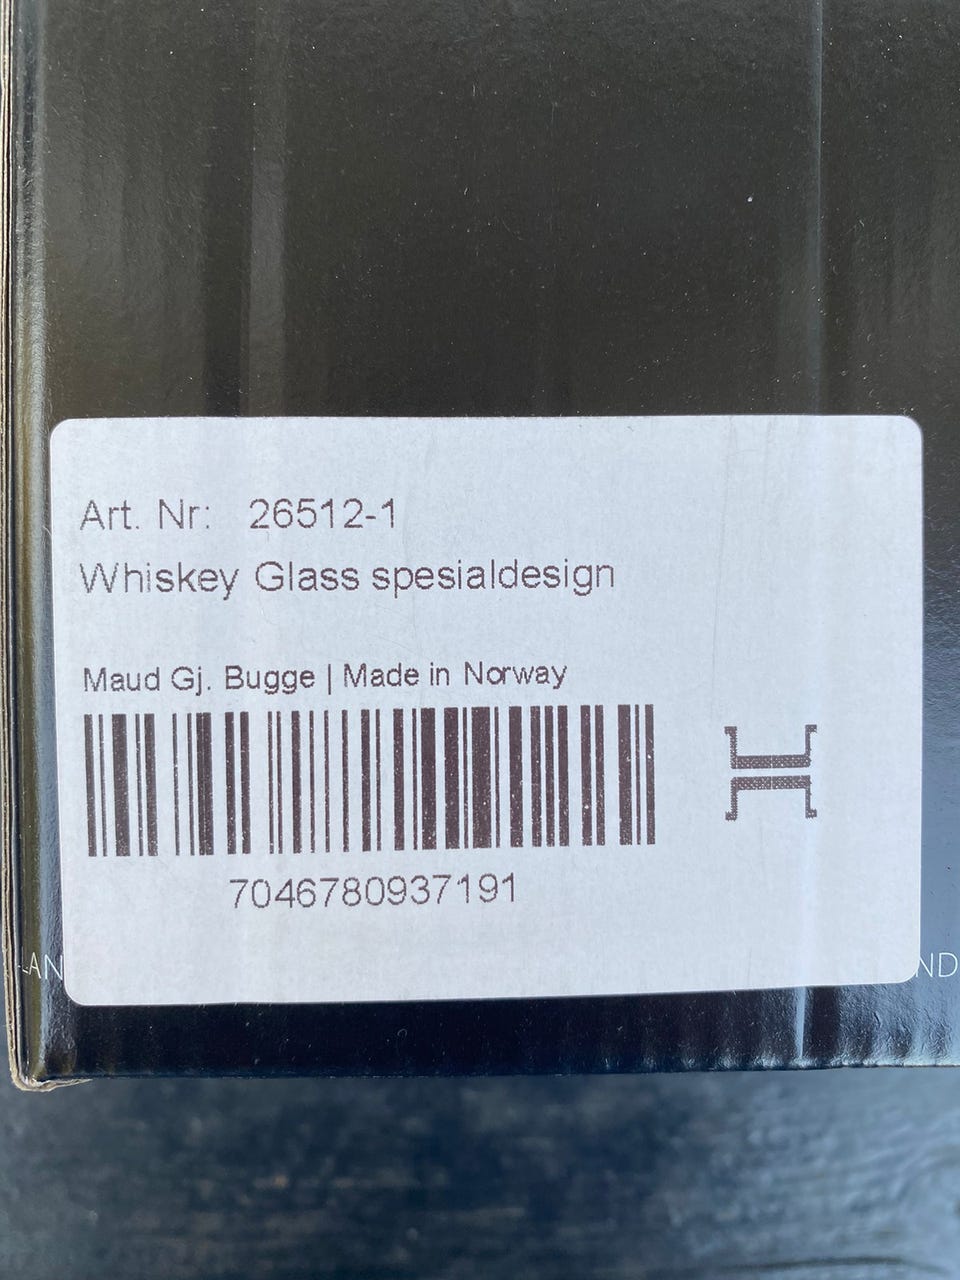 Art. Nr: 26512-1
Whiskey Glass spesialdesign
Maud Gj. Bugge | Made in Norway
7046780937191